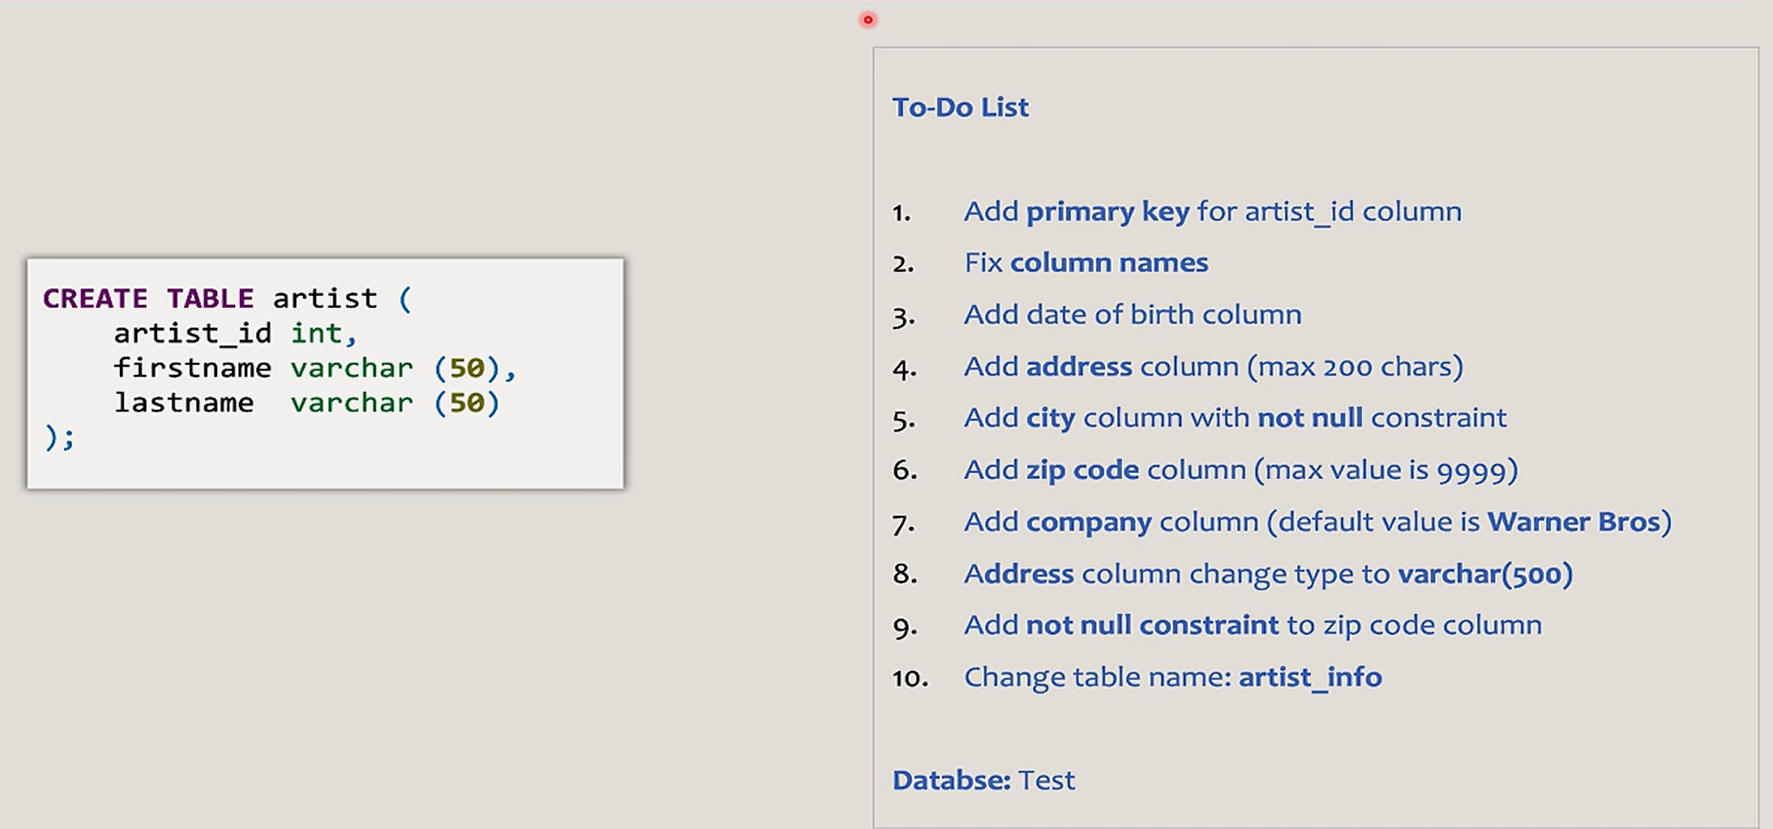 CREATE TABLE artist (
artist_id int,
firstname varchar (50),
lastname varchar (50)
);
To-Do List
1. Add primary key for artist_id column
2. Fix column names
3. Add date of birth column
4. Add address column (max 200 chars)
5. Add city column with not null constraint
6. Add zip code column (max value is 9999)
7. Add company column (default value is Warner Bros)
8. Address column change type to varchar(500)
9. Add not null constraint to zip code column
10. Change table name: artist_info
Databse: Test